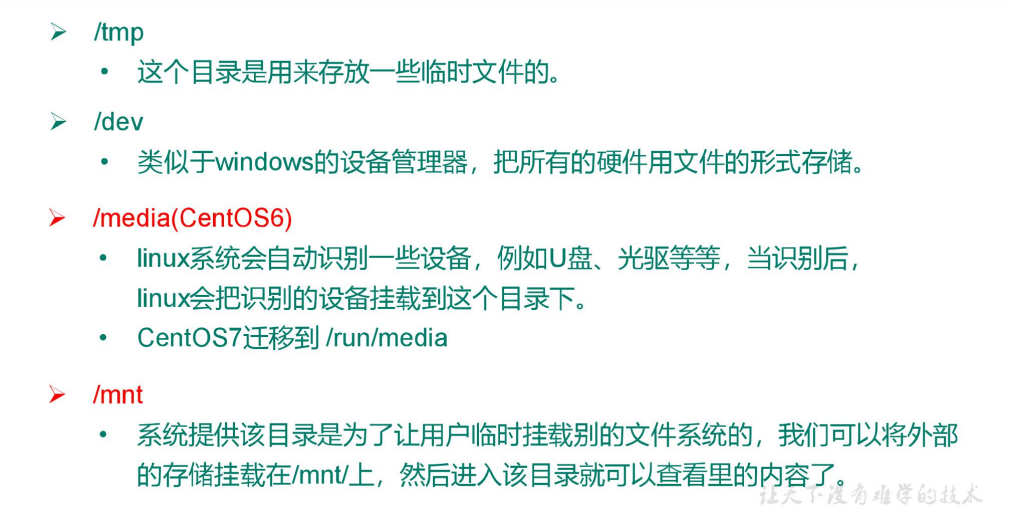 /tmp
这个目录是用来存放一些临时文件的。
/dev
类似于windows的设备管理器，把所有的硬件用文件的形式存储。
/media(CentOS6)
linux系统会自动识别一些设备，例如U盘、光驱等等，当识别后，
linux会把识别的设备挂载到这个目录下。
CentOS7迁移到 /run/media
/mnt
系统提供该目录是为了让用户临时挂载别的文件系统的，我们可以将外部
的存储挂载在/mnt/上，然后进入该目录就可以查看里的内容了。
让天下没有难学的技术